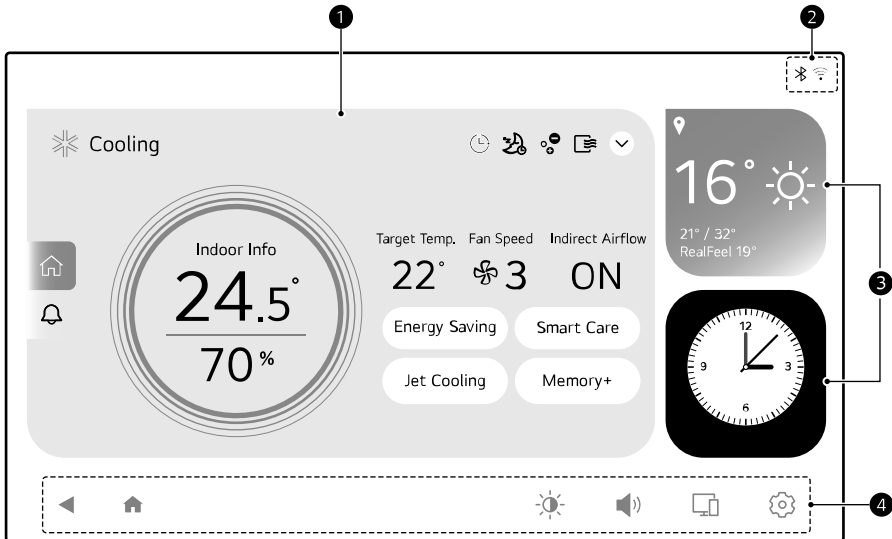 1
2
Cooling
Indoor Info
24.5°
70 %
Target Temp. Fan Speed Indirect Airflow
22° 3 ON
Energy Saving Smart Care
Jet Cooling Memory+
16°
21° / 32°
RealFeel 19°
3
12
9 3
6
4